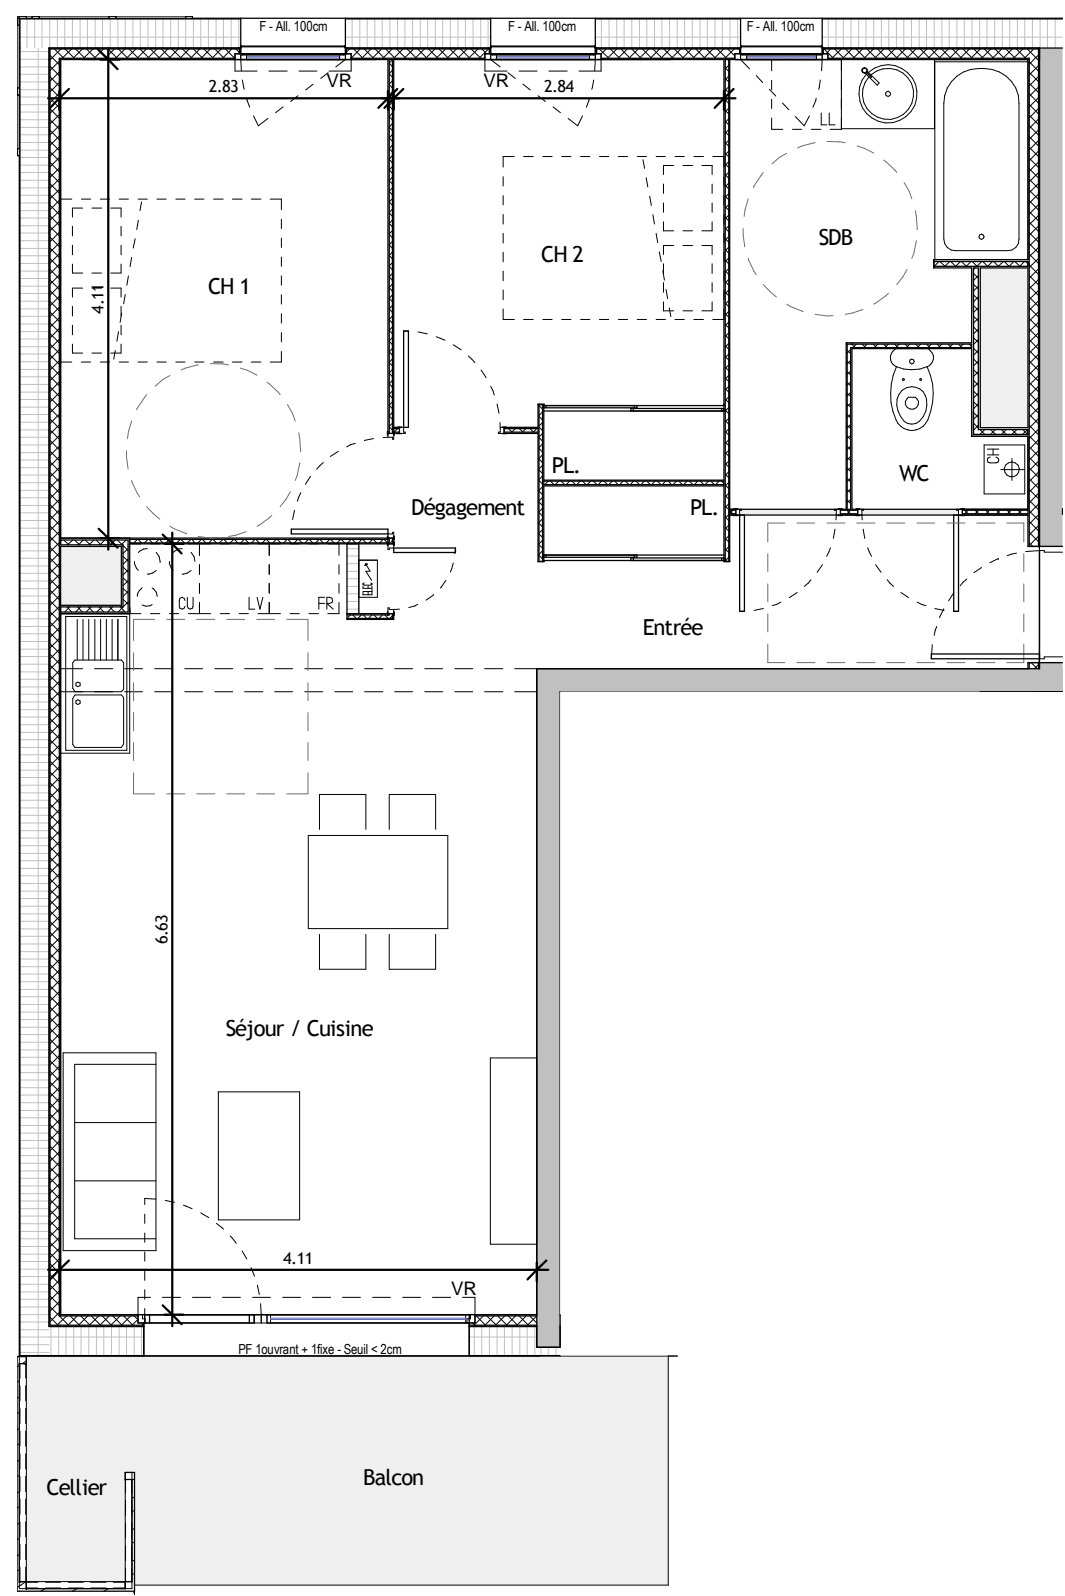 F - All. 100cm
F - All. 100cm
F - All. 100cm
VR
VR
2.83
2.84
LL
SDB
CH 2
CH 1
4.11
PL.
WC
CH
Dégagement
PL.
ELEC
CU
LV
FR
Entrée
6.63
Séjour / Cuisine
4.11
VR
PF 1ouvrant + 1fixe - Seuil < 2cm
Cellier
Balcon